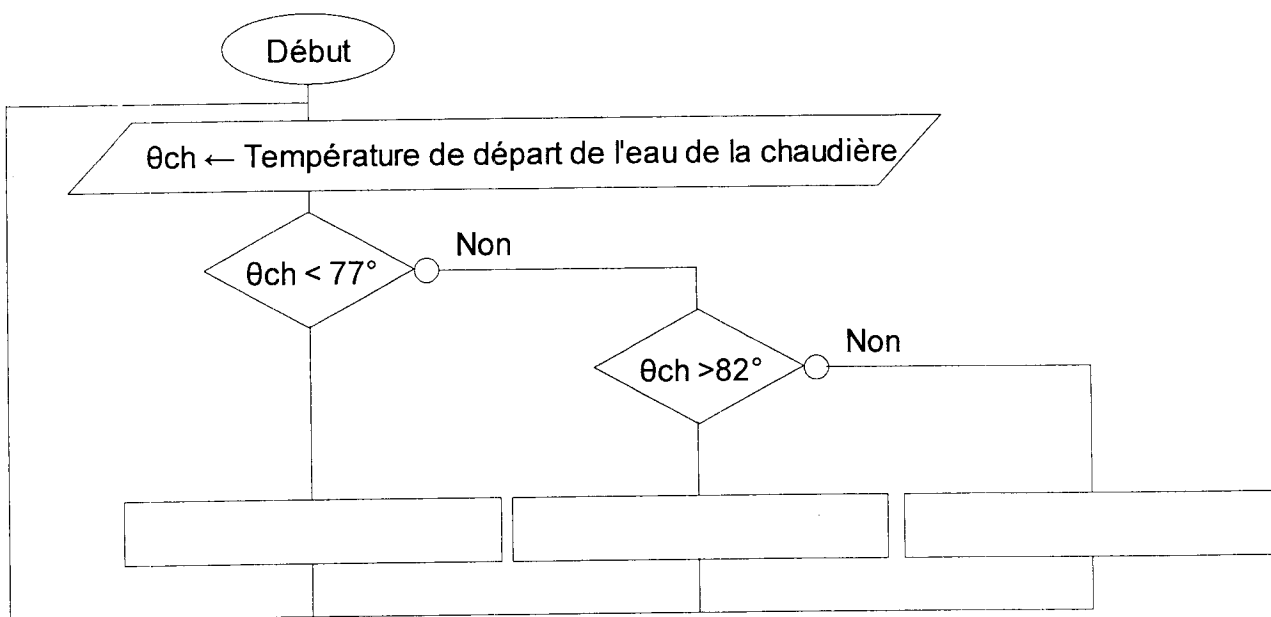 Début
θch ← Température de départ de l'eau de la chaudière
θch < 77°
Non
θch >82°
Non